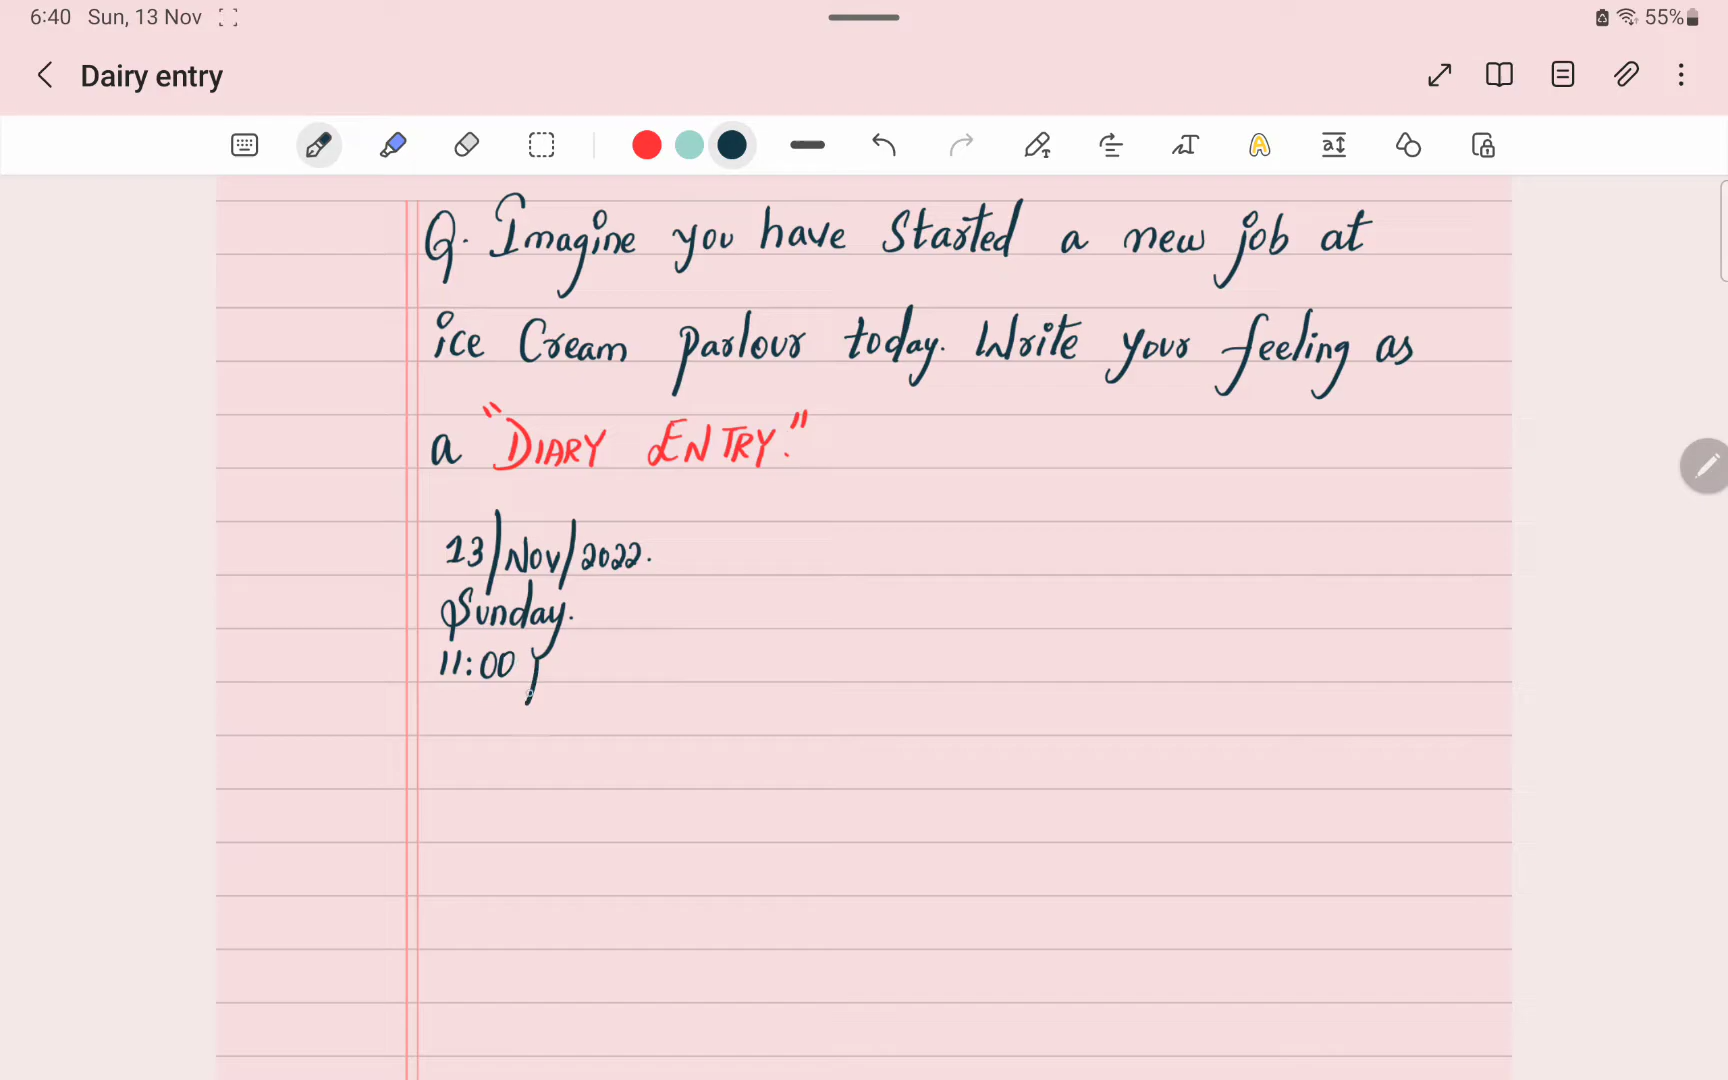 6:40 Sun, 13 Nov 55%
Dairy entry
Q. Imagine you have Started a new job at
ice Cream parlour today. Write your feeling as
a "DIARY ENTRY."
13/Nov/2022.
Sunday.
11:00